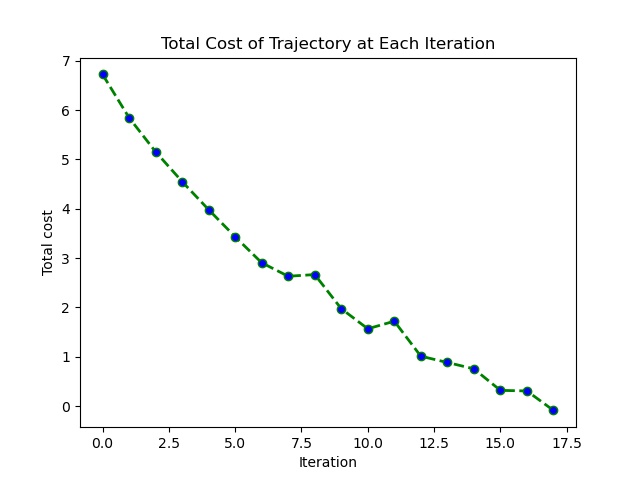 Total Cost of Trajectory at Each Iteration
7
6
5
4
3
2
1
0
Total cost
0.0 2.5 5.0 7.5 10.0 12.5 15.0 17.5
Iteration